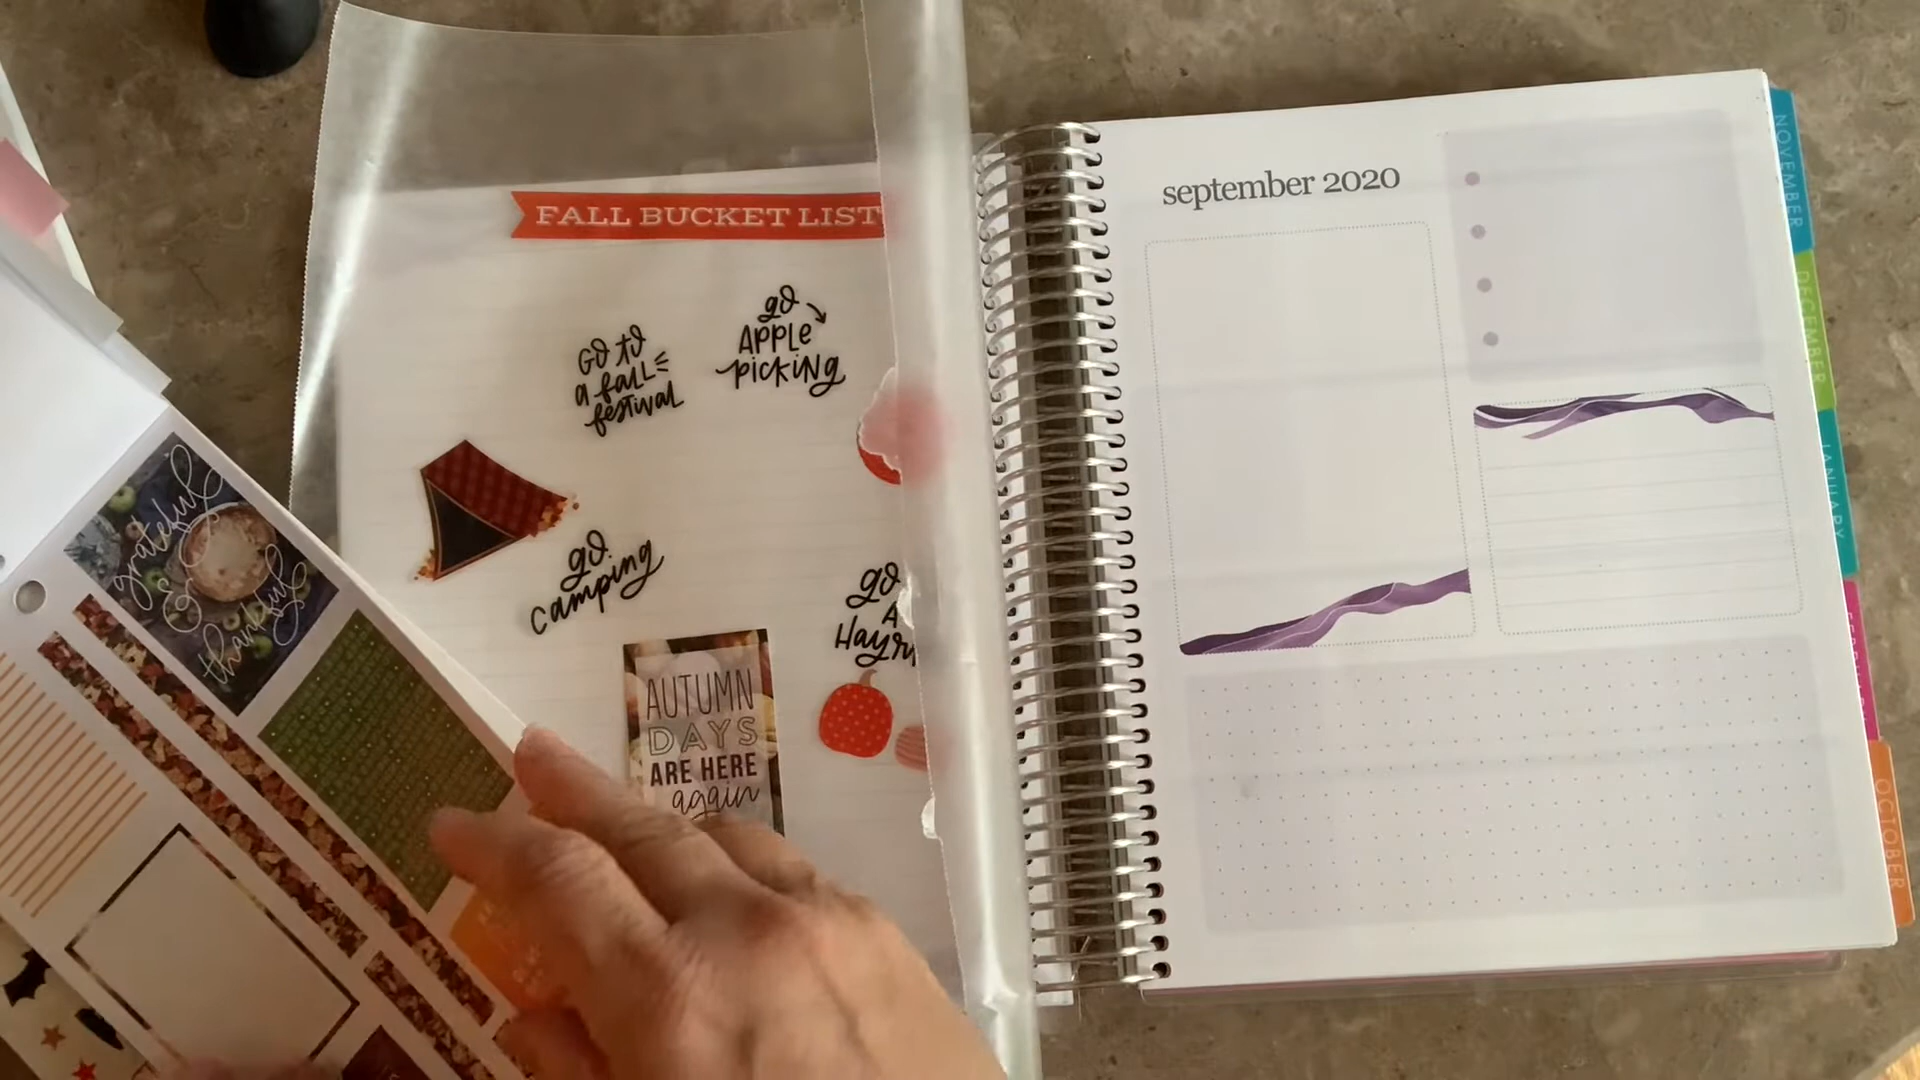 FALL BUCKET LIST
GO TO
a fall
festival
go
APPLE
PICKING
go
camping
go
A
AUTUMN
DAYS
ARE HERE
again
grateful
&
thankful
september 2020
NOVEMBER
DECEMBER
JANUARY
OCTOBER